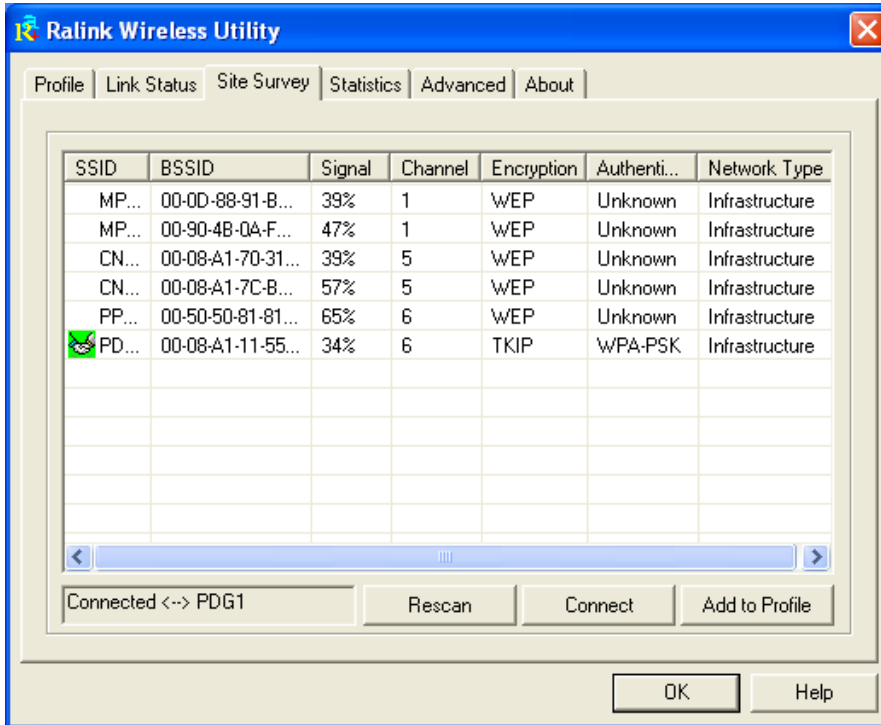 Ralink Wireless Utility
Profile Link Status Site Survey Statistics Advanced About
SSID BSSID Signal Channel Encryption Authenti... Network Type
MP... 00-0D-88-91-B... 39% 1 WEP Unknown Infrastructure
MP... 00-90-4B-0A-F... 47% 1 WEP Unknown Infrastructure
CN... 00-08-A1-70-31... 39% 5 WEP Unknown Infrastructure
CN... 00-08-A1-7C-B... 57% 5 WEP Unknown Infrastructure
PP... 00-50-50-81-81... 65% 6 WEP Unknown Infrastructure
PD... 00-08-A1-11-55... 34% 6 TKIP WPA-PSK Infrastructure
Connected <--> PDG1 Rescan Connect Add to Profile
OK Help